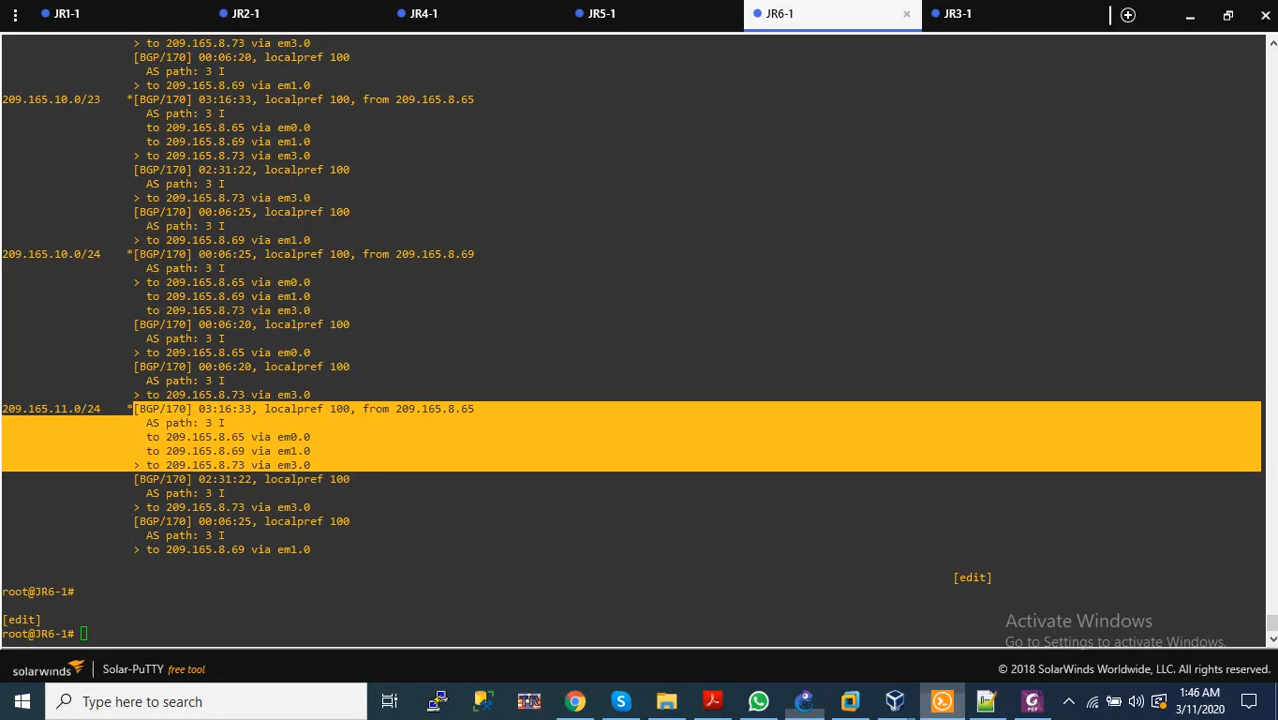 JR1-1 JR2-1 JR4-1 JR5-1 JR6-1 × JR3-1
> to 209.165.8.73 via em3.0
[BGP/170] 00:06:20, localpref 100
AS path: 3 I
> to 209.165.8.69 via em1.0
209.165.10.0/23 *[BGP/170] 03:16:33, localpref 100, from 209.165.8.65
AS path: 3 I
to 209.165.8.65 via em0.0
to 209.165.8.69 via em1.0
> to 209.165.8.73 via em3.0
[BGP/170] 02:31:22, localpref 100
AS path: 3 I
> to 209.165.8.73 via em3.0
[BGP/170] 00:06:25, localpref 100
AS path: 3 I
> to 209.165.8.69 via em1.0
209.165.10.0/24 *[BGP/170] 00:06:25, localpref 100, from 209.165.8.69
AS path: 3 I
> to 209.165.8.65 via em0.0
to 209.165.8.69 via em1.0
to 209.165.8.73 via em3.0
[BGP/170] 00:06:20, localpref 100
AS path: 3 I
> to 209.165.8.65 via em0.0
[BGP/170] 00:06:20, localpref 100
AS path: 3 I
> to 209.165.8.73 via em3.0
209.165.11.0/24 *[BGP/170] 03:16:33, localpref 100, from 209.165.8.65
AS path: 3 I
to 209.165.8.65 via em0.0
to 209.165.8.69 via em1.0
> to 209.165.8.73 via em3.0
[BGP/170] 02:31:22, localpref 100
AS path: 3 I
> to 209.165.8.73 via em3.0
[BGP/170] 00:06:25, localpref 100
AS path: 3 I
> to 209.165.8.69 via em1.0
[edit]
root@JR6-1#
[edit]
root@JR6-1#
Activate Windows
Go to Settings to activate Windows.
solarwinds Solar-PuTTY free tool © 2018 SolarWinds Worldwide, LLC. All rights reserved.
Type here to search
1:46 AM
3/11/2020